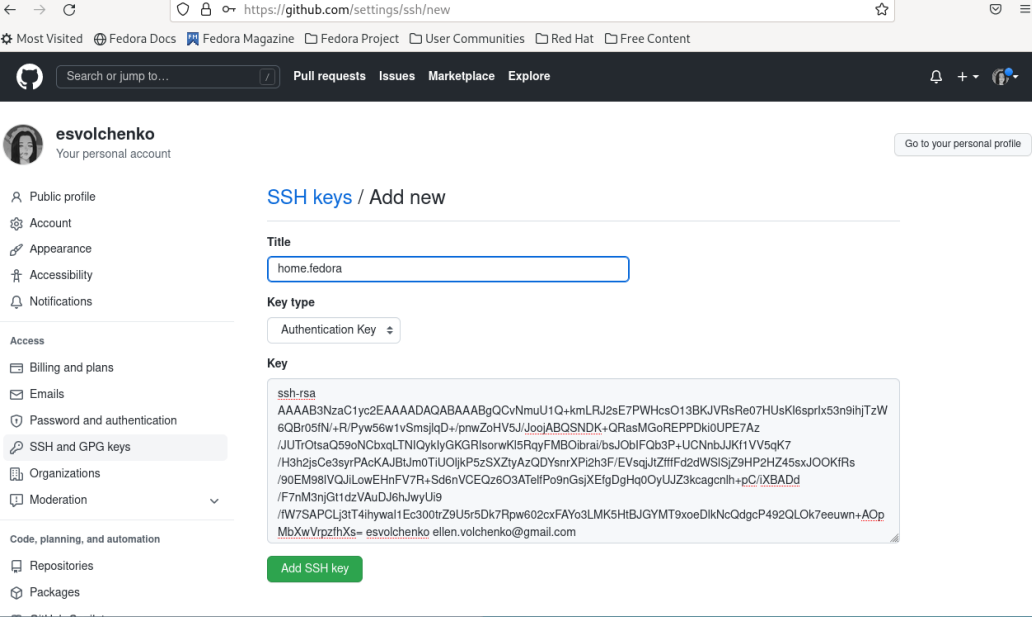 https://github.com/settings/ssh/new
Most Visited Fedora Docs Fedora Magazine Fedora Project User Communities Red Hat Free Content
Search or jump to… / Pull requests Issues Marketplace Explore
esvolchenko
Your personal account
Go to your personal profile
Public profile
Account
Appearance
Accessibility
Notifications
Access
Billing and plans
Emails
Password and authentication
SSH and GPG keys
Organizations
Moderation
Code, planning, and automation
Repositories
Packages
SSH keys / Add new
Title
home.fedora
Key type
Authentication Key
Key
ssh-rsa
AAAAB3NzaC1yc2EAAAADAQABAAABgQCvNmuU1Q+kmLRJ2sE7PWHcsO13BKJVRsRe07HUsKI6sprIx53n9ihjTzW
6QBr05fN/+R/Pyw56w1vSmsjlqD+/pnwZoHV5J/JoojABQSNDK+QRasMGoREPPDki0UPE7Az
/JUTrOtsaQ59oNCbxqLTNIQykIyGKGRIsorwKl5RqyFMBOibrai/bsJObIFQb3P+UCNnbJJKf1VV5qK7
/H3h2jsCe3syrPAcKAJBtJm0TiUOljkP5zSXZtyAzQDYsnrXPi2h3F/EVsqjJtZfffFd2dWSlSjZ9HP2HZ45sxJOOKfRs
/90EM98IVQJiLowEHnFV7R+Sd6nVCEQz6O3ATelfPo9nGsjXEfgDgHq0OyUJZ3kcagcnlh+pC/iXBADd
/F7nM3njGt1dzVAuDJ6hJwyUi9
/fW7SAPCLj3tT4ihywal1Ec300trZ9U5r5Dk7Rpw602cxFAYo3LMK5HtBJGYMT9xoeDlkNcQdgcP492QLOk7eeuwn+AOp
MbXwVrpzfhXs= esvolchenko ellen.volchenko@gmail.com
Add SSH key